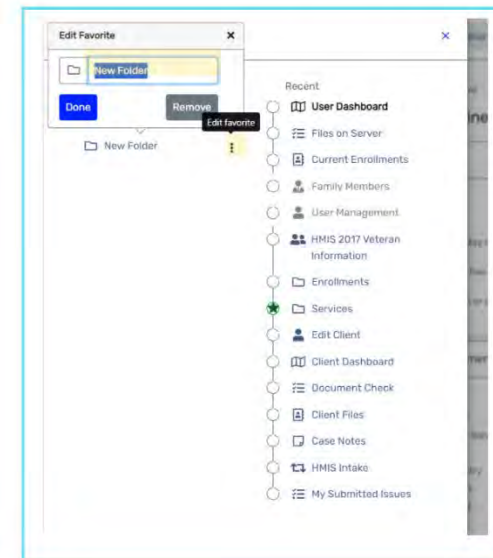 Edit Favorite
New Folder
Done Remove
Edit favorite
New Folder
Recent
User Dashboard
Files on Server
Current Enrollments
Family Members
User Management
HMIS 2017 Veteran
Information
Enrollments
Services
Edit Client
Client Dashboard
Document Check
Client Files
Case Notes
HMIS Intake
My Submitted Issues